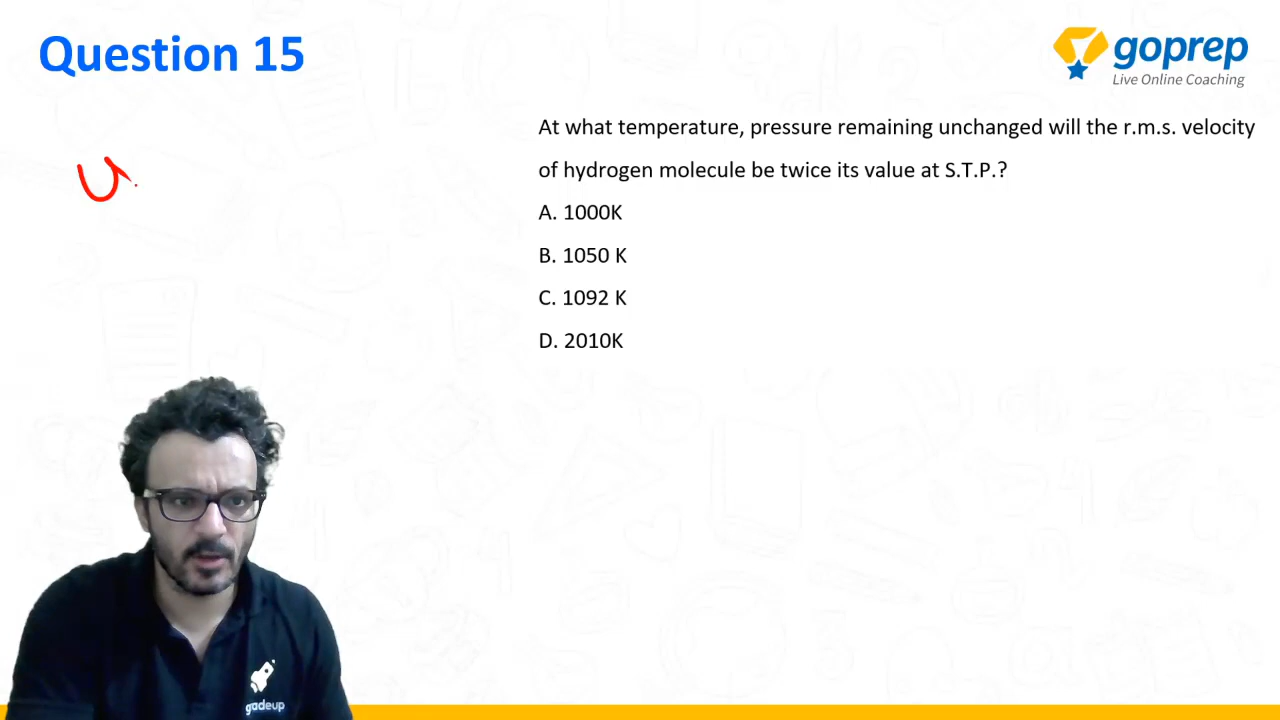 Question 15
goprep
Live Online Coaching
At what temperature, pressure remaining unchanged will the r.m.s. velocity
of hydrogen molecule be twice its value at S.T.P.?
A. 1000K
B. 1050 K
C. 1092 K
D. 2010K
gadeup